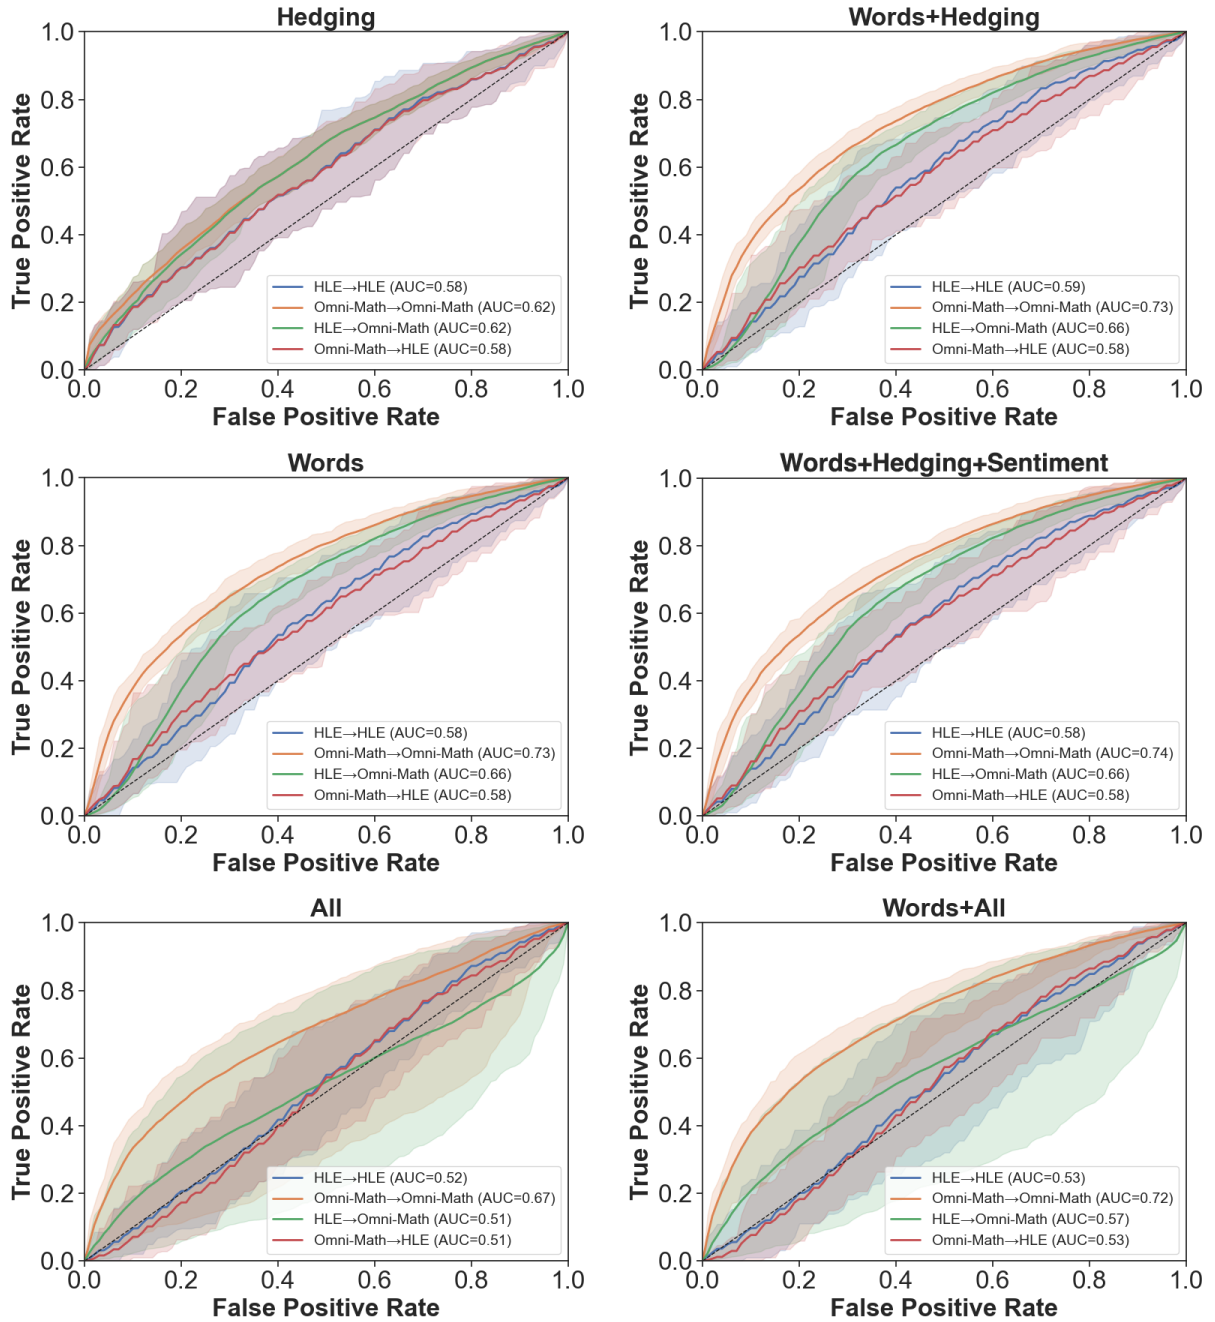 Hedging
True Positive Rate
1.0
0.8
0.6
0.4
0.2
0.0
HLE→HLE (AUC=0.58)
Omni-Math→Omni-Math (AUC=0.62)
HLE→Omni-Math (AUC=0.62)
Omni-Math→HLE (AUC=0.58)
0.0 0.2 0.4 0.6 0.8 1.0
False Positive Rate
Words+Hedging
True Positive Rate
1.0
0.8
0.6
0.4
0.2
0.0
HLE→HLE (AUC=0.59)
Omni-Math→Omni-Math (AUC=0.73)
HLE→Omni-Math (AUC=0.66)
Omni-Math→HLE (AUC=0.58)
0.0 0.2 0.4 0.6 0.8 1.0
False Positive Rate
Words
True Positive Rate
1.0
0.8
0.6
0.4
0.2
0.0
HLE→HLE (AUC=0.58)
Omni-Math→Omni-Math (AUC=0.73)
HLE→Omni-Math (AUC=0.66)
Omni-Math→HLE (AUC=0.58)
0.0 0.2 0.4 0.6 0.8 1.0
False Positive Rate
Words+Hedging+Sentiment
True Positive Rate
1.0
0.8
0.6
0.4
0.2
0.0
HLE→HLE (AUC=0.58)
Omni-Math→Omni-Math (AUC=0.74)
HLE→Omni-Math (AUC=0.66)
Omni-Math→HLE (AUC=0.58)
0.0 0.2 0.4 0.6 0.8 1.0
False Positive Rate
All
True Positive Rate
1.0
0.8
0.6
0.4
0.2
0.0
HLE→HLE (AUC=0.52)
Omni-Math→Omni-Math (AUC=0.67)
HLE→Omni-Math (AUC=0.51)
Omni-Math→HLE (AUC=0.51)
0.0 0.2 0.4 0.6 0.8 1.0
False Positive Rate
Words+All
True Positive Rate
1.0
0.8
0.6
0.4
0.2
0.0
HLE→HLE (AUC=0.53)
Omni-Math→Omni-Math (AUC=0.72)
HLE→Omni-Math (AUC=0.57)
Omni-Math→HLE (AUC=0.53)
0.0 0.2 0.4 0.6 0.8 1.0
False Positive Rate